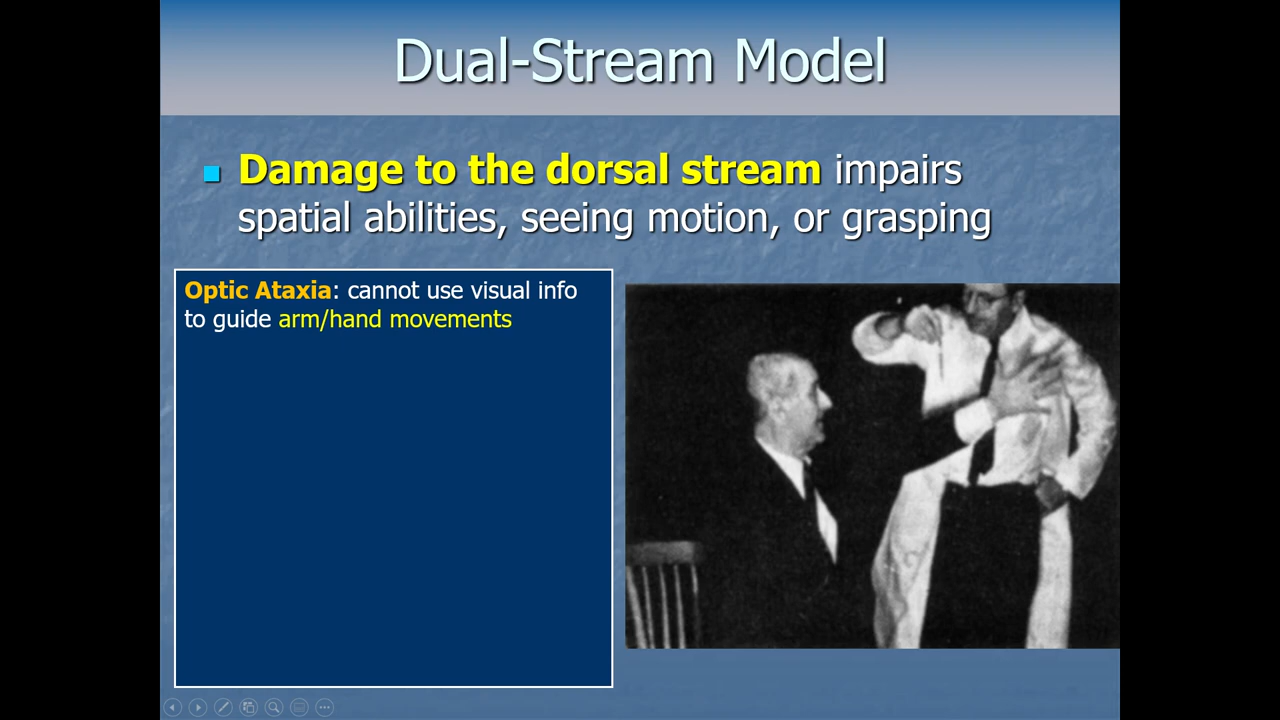 Dual-Stream Model
Damage to the dorsal stream impairs
spatial abilities, seeing motion, or grasping
Optic Ataxia: cannot use visual info
to guide arm/hand movements